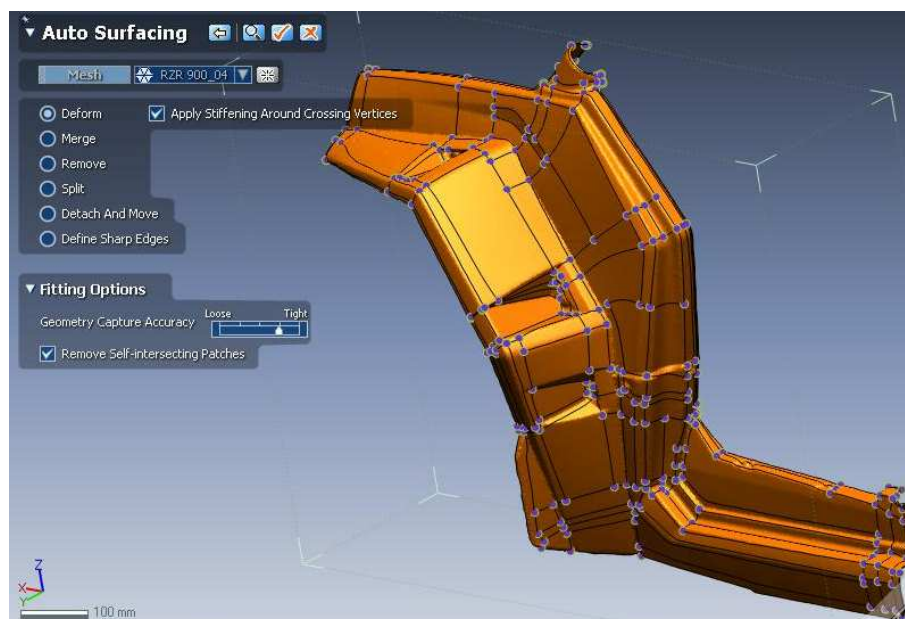 Auto Surfacing
Mesh RZR 900_04
Deform Apply Stiffening Around Crossing Vertices
Merge
Remove
Split
Detach And Move
Define Sharp Edges
Fitting Options
Loose Tight
Geometry Capture Accuracy
Remove Self-intersecting Patches
Z
X
Y
100 mm